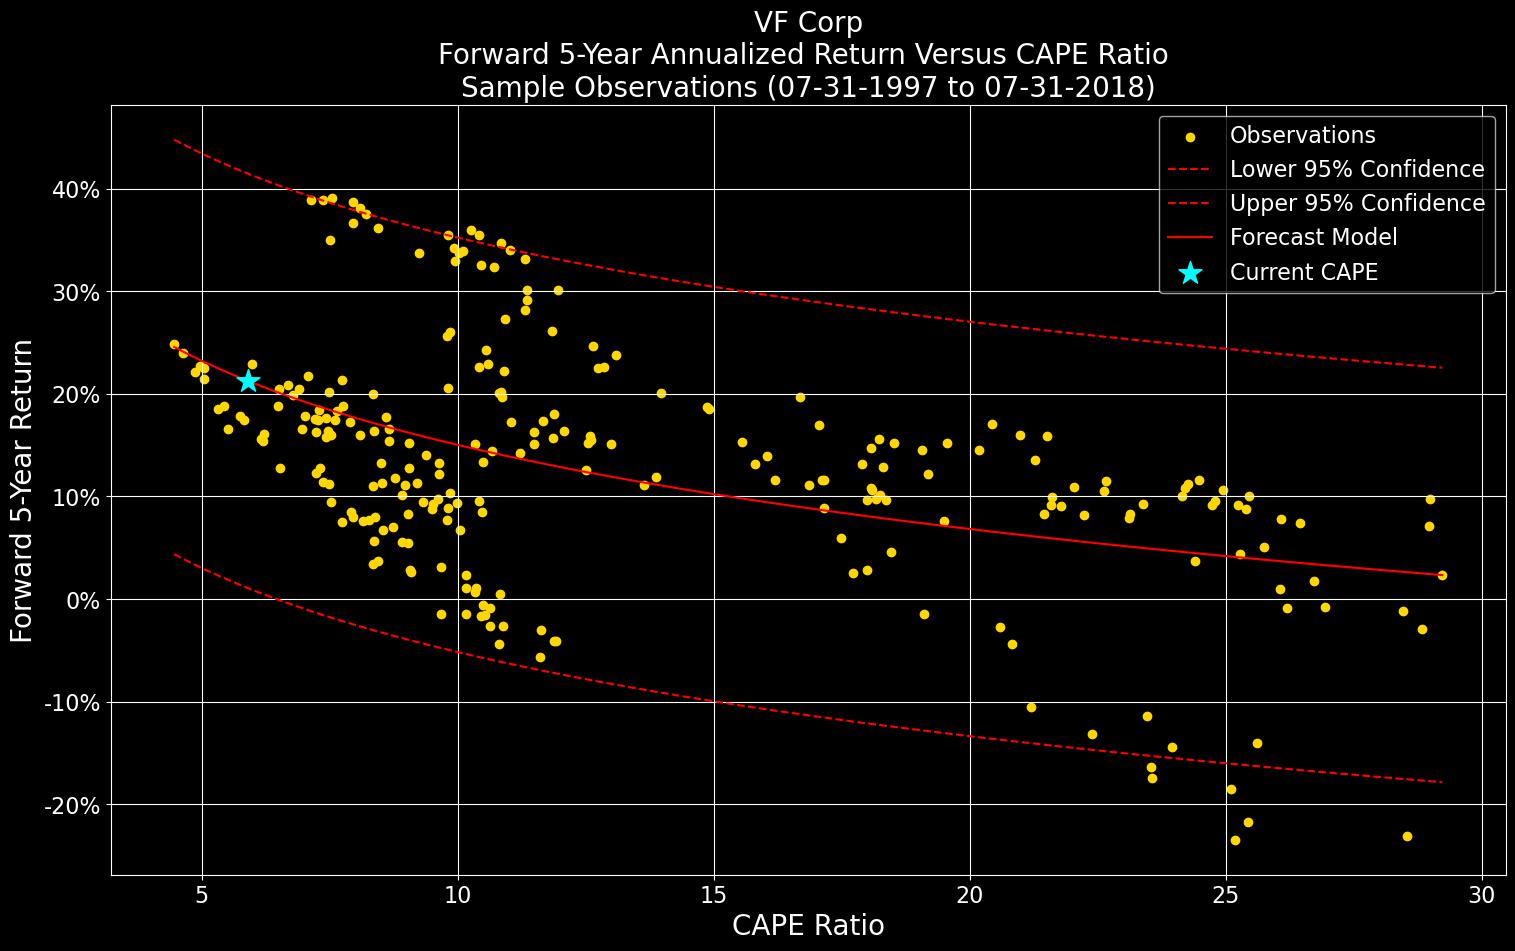 VF Corp
Forward 5-Year Annualized Return Versus CAPE Ratio
Sample Observations (07-31-1997 to 07-31-2018)
Observations
Lower 95% Confidence
Upper 95% Confidence
Forecast Model
Current CAPE
Forward 5-Year Return
40%
30%
20%
10%
0%
-10%
-20%
5 10 15 20 25 30
CAPE Ratio